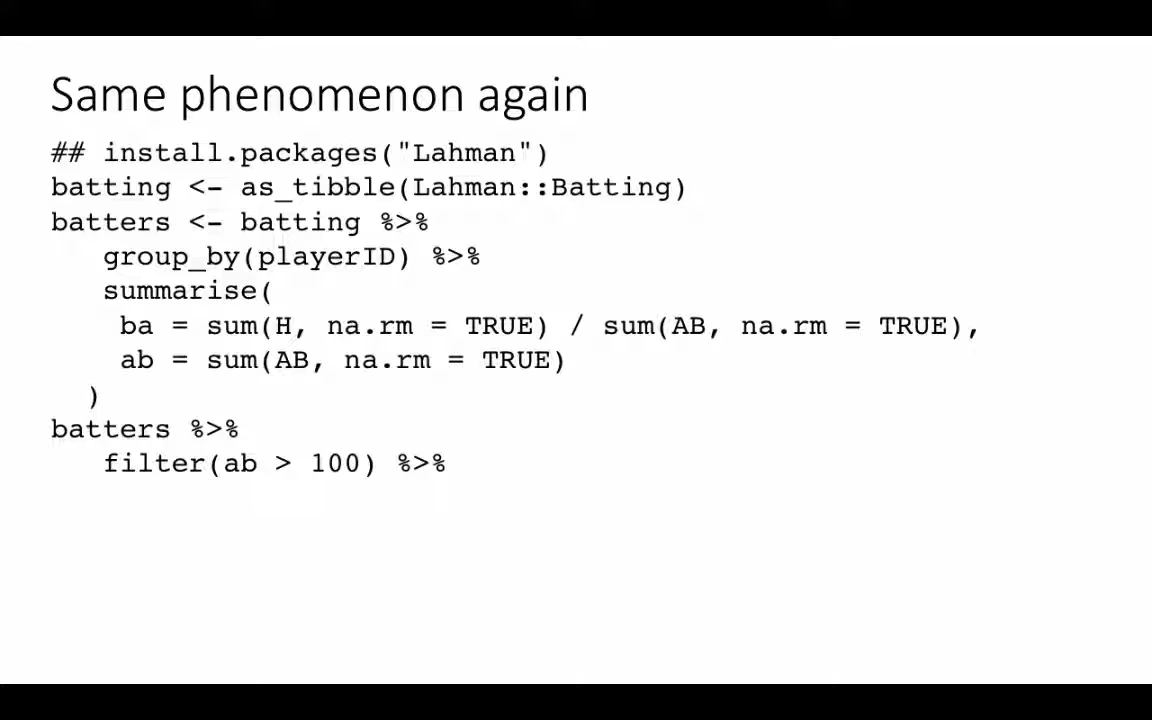 Same phenomenon again
## install.packages("Lahman")
batting <- as_tibble(Lahman::Batting)
batters <- batting %>%
group_by(playerID) %>%
summarise(
ba = sum(H, na.rm = TRUE) / sum(AB, na.rm = TRUE),
ab = sum(AB, na.rm = TRUE)
)
batters %>%
filter(ab > 100) %>%